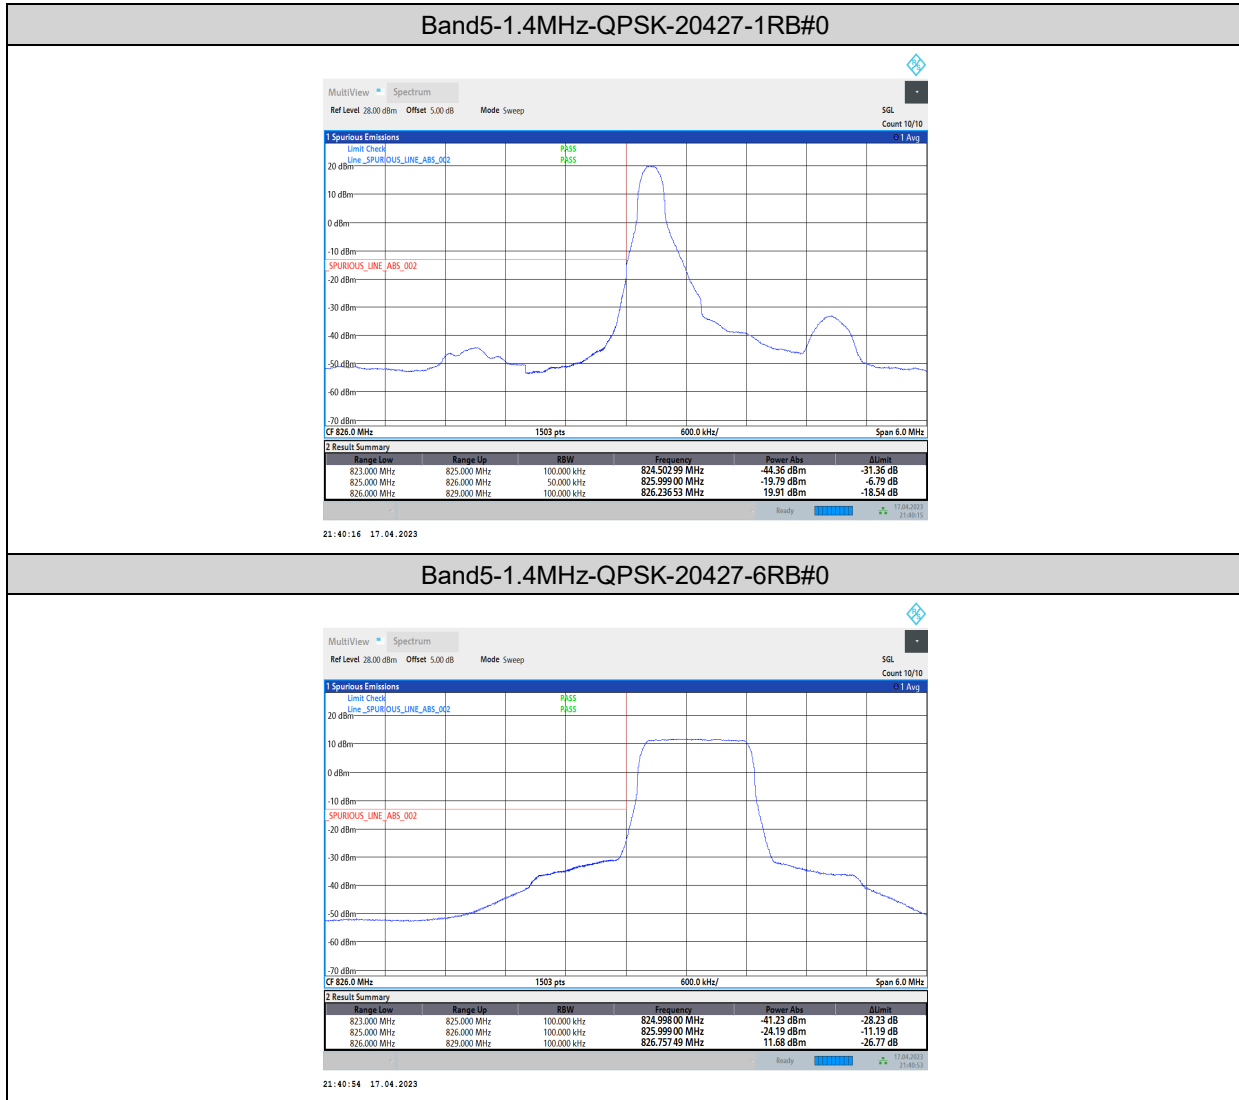 Band5-1.4MHz-QPSK-20427-1RB#0
MultiView Spectrum
Ref Level 28.00 dBm Offset 5.00 dB Mode Sweep SGL
Count 10/10
1 Spurious Emissions 1 Avg
Limit Check PASS
Line _SPURIOUS_LINE_ABS_002 PASS
20 dBm
10 dBm
0 dBm
-10 dBm
_SPURIOUS_LINE_ABS_002
-20 dBm
-30 dBm
-40 dBm
-50 dBm
-60 dBm
-70 dBm
CF 826.0 MHz 1503 pts 600.0 kHz/ Span 6.0 MHz
2 Result Summary
Range Low Range Up RBW Frequency Power Abs ΔLimit
823.000 MHz 825.000 MHz 100.000 kHz 824.50299 MHz -44.36 dBm -31.36 dB
825.000 MHz 826.000 MHz 50.000 kHz 825.99900 MHz -19.79 dBm -6.79 dB
826.000 MHz 829.000 MHz 100.000 kHz 826.23653 MHz 19.91 dBm -18.54 dB
Ready 17.04.2023
21:40:15
21:40:16 17.04.2023
Band5-1.4MHz-QPSK-20427-6RB#0
MultiView Spectrum
Ref Level 28.00 dBm Offset 5.00 dB Mode Sweep SGL
Count 10/10
1 Spurious Emissions 1 Avg
Limit Check PASS
Line _SPURIOUS_LINE_ABS_002 PASS
20 dBm
10 dBm
0 dBm
-10 dBm
_SPURIOUS_LINE_ABS_002
-20 dBm
-30 dBm
-40 dBm
-50 dBm
-60 dBm
-70 dBm
CF 826.0 MHz 1503 pts 600.0 kHz/ Span 6.0 MHz
2 Result Summary
Range Low Range Up RBW Frequency Power Abs ΔLimit
823.000 MHz 825.000 MHz 100.000 kHz 824.99800 MHz -41.23 dBm -28.23 dB
825.000 MHz 826.000 MHz 100.000 kHz 825.99900 MHz -24.19 dBm -11.19 dB
826.000 MHz 829.000 MHz 100.000 kHz 826.75749 MHz 11.68 dBm -26.77 dB
Ready 17.04.2023
21:40:53
21:40:54 17.04.2023